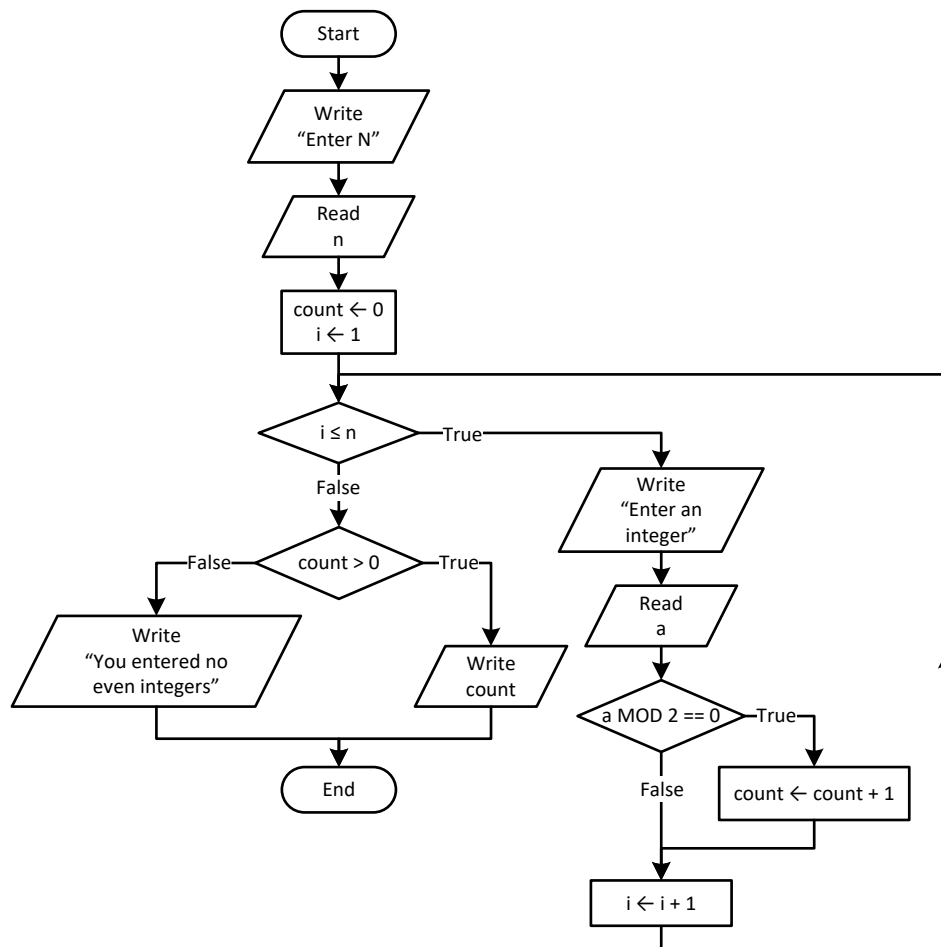 Start
Write
“Enter N”
Read
n
count ← 0
i ← 1
i ≤ n
True
False
Write
“Enter an
integer”
False
count > 0
True
Read
a
Write
“You entered no
even integers”
Write
count
a MOD 2 == 0
True
End
False
count ← count + 1
i ← i + 1